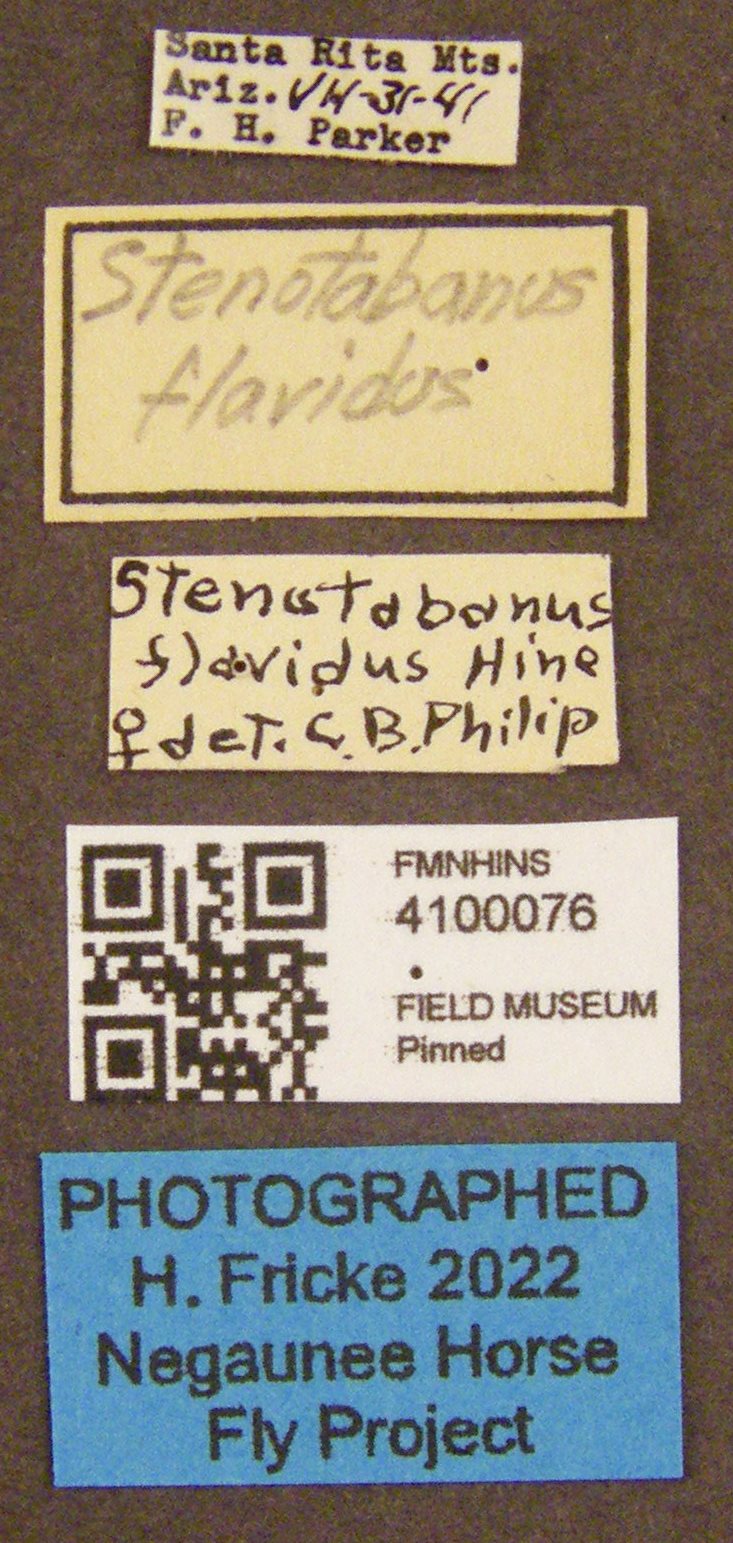 Santa Rita Mts.
Ariz. VII-31-41
F. H. Parker
Stenotabanus
flavidus
Stenotabanus
flavidus Hine
♀ det. C. B. Philip
FMNHINS
4100076
FIELD MUSEUM
Pinned
PHOTOGRAPHED
H. Fricke 2022
Negaunee Horse
Fly Project